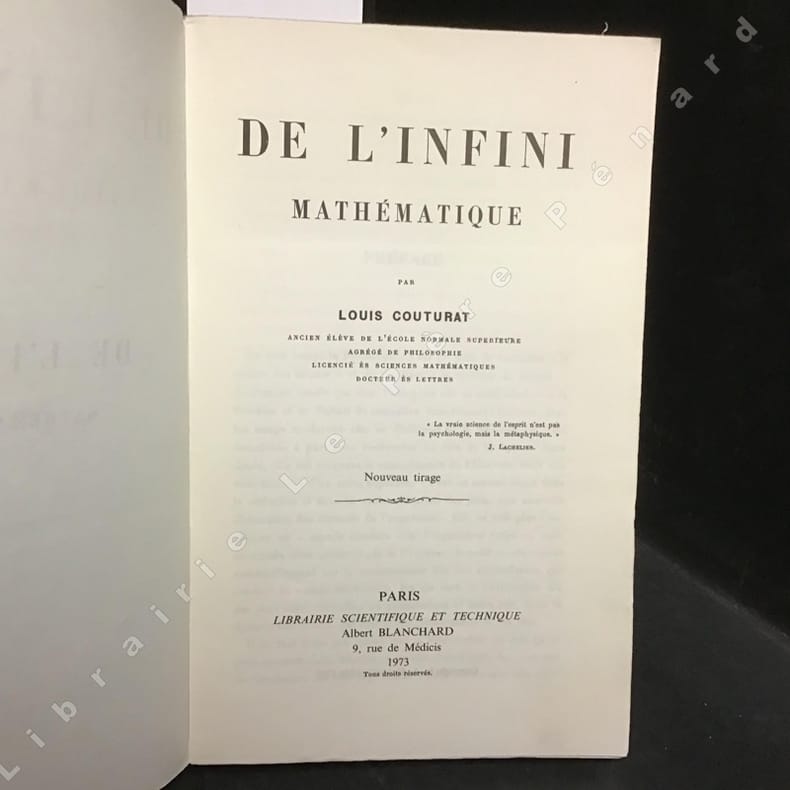 DE L'INFINI
MATHÉMATIQUE
PAR
LOUIS COUTURAT
ANCIEN ÉLÈVE DE L'ÉCOLE NORMALE SUPERIEURE
AGRÉGÉ DE PHILOSOPHIE
LICENCIÉ ÈS SCIENCES MATHÉMATIQUES
DOCTEUR ÈS LETTRES
« La vraie science de l'esprit n'est pas
la psychologie, mais la métaphysique. »
J. LACHELIER.
Nouveau tirage
PARIS
LIBRAIRIE SCIENTIFIQUE ET TECHNIQUE
Albert BLANCHARD
9, rue de Médicis
1973
Tous droits réservés.
Librairie Le Père Pénard